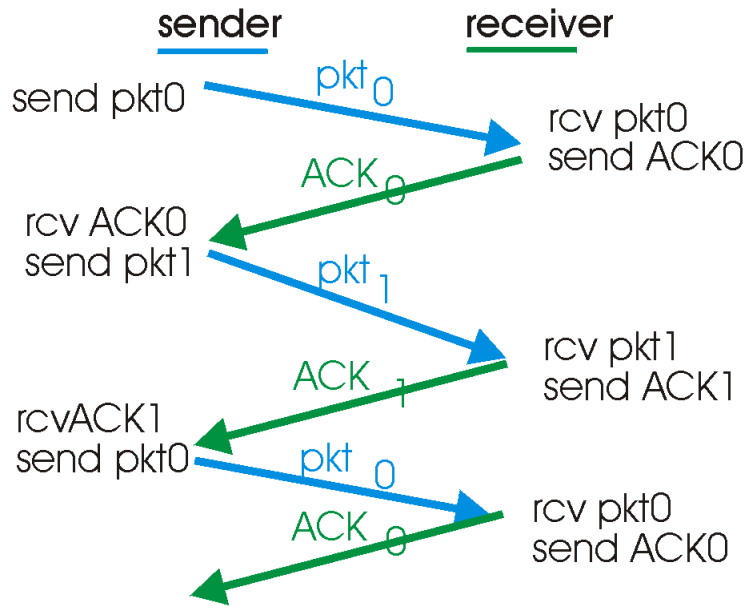 sender
receiver
pkt0
send pkt0
rcv pkt0
send ACK0
ACK0
rcv ACK0
send pkt1
pkt1
rcv pkt1
send ACK1
ACK1
rcvACK1
send pkt0
pkt0
rcv pkt0
send ACK0
ACK0